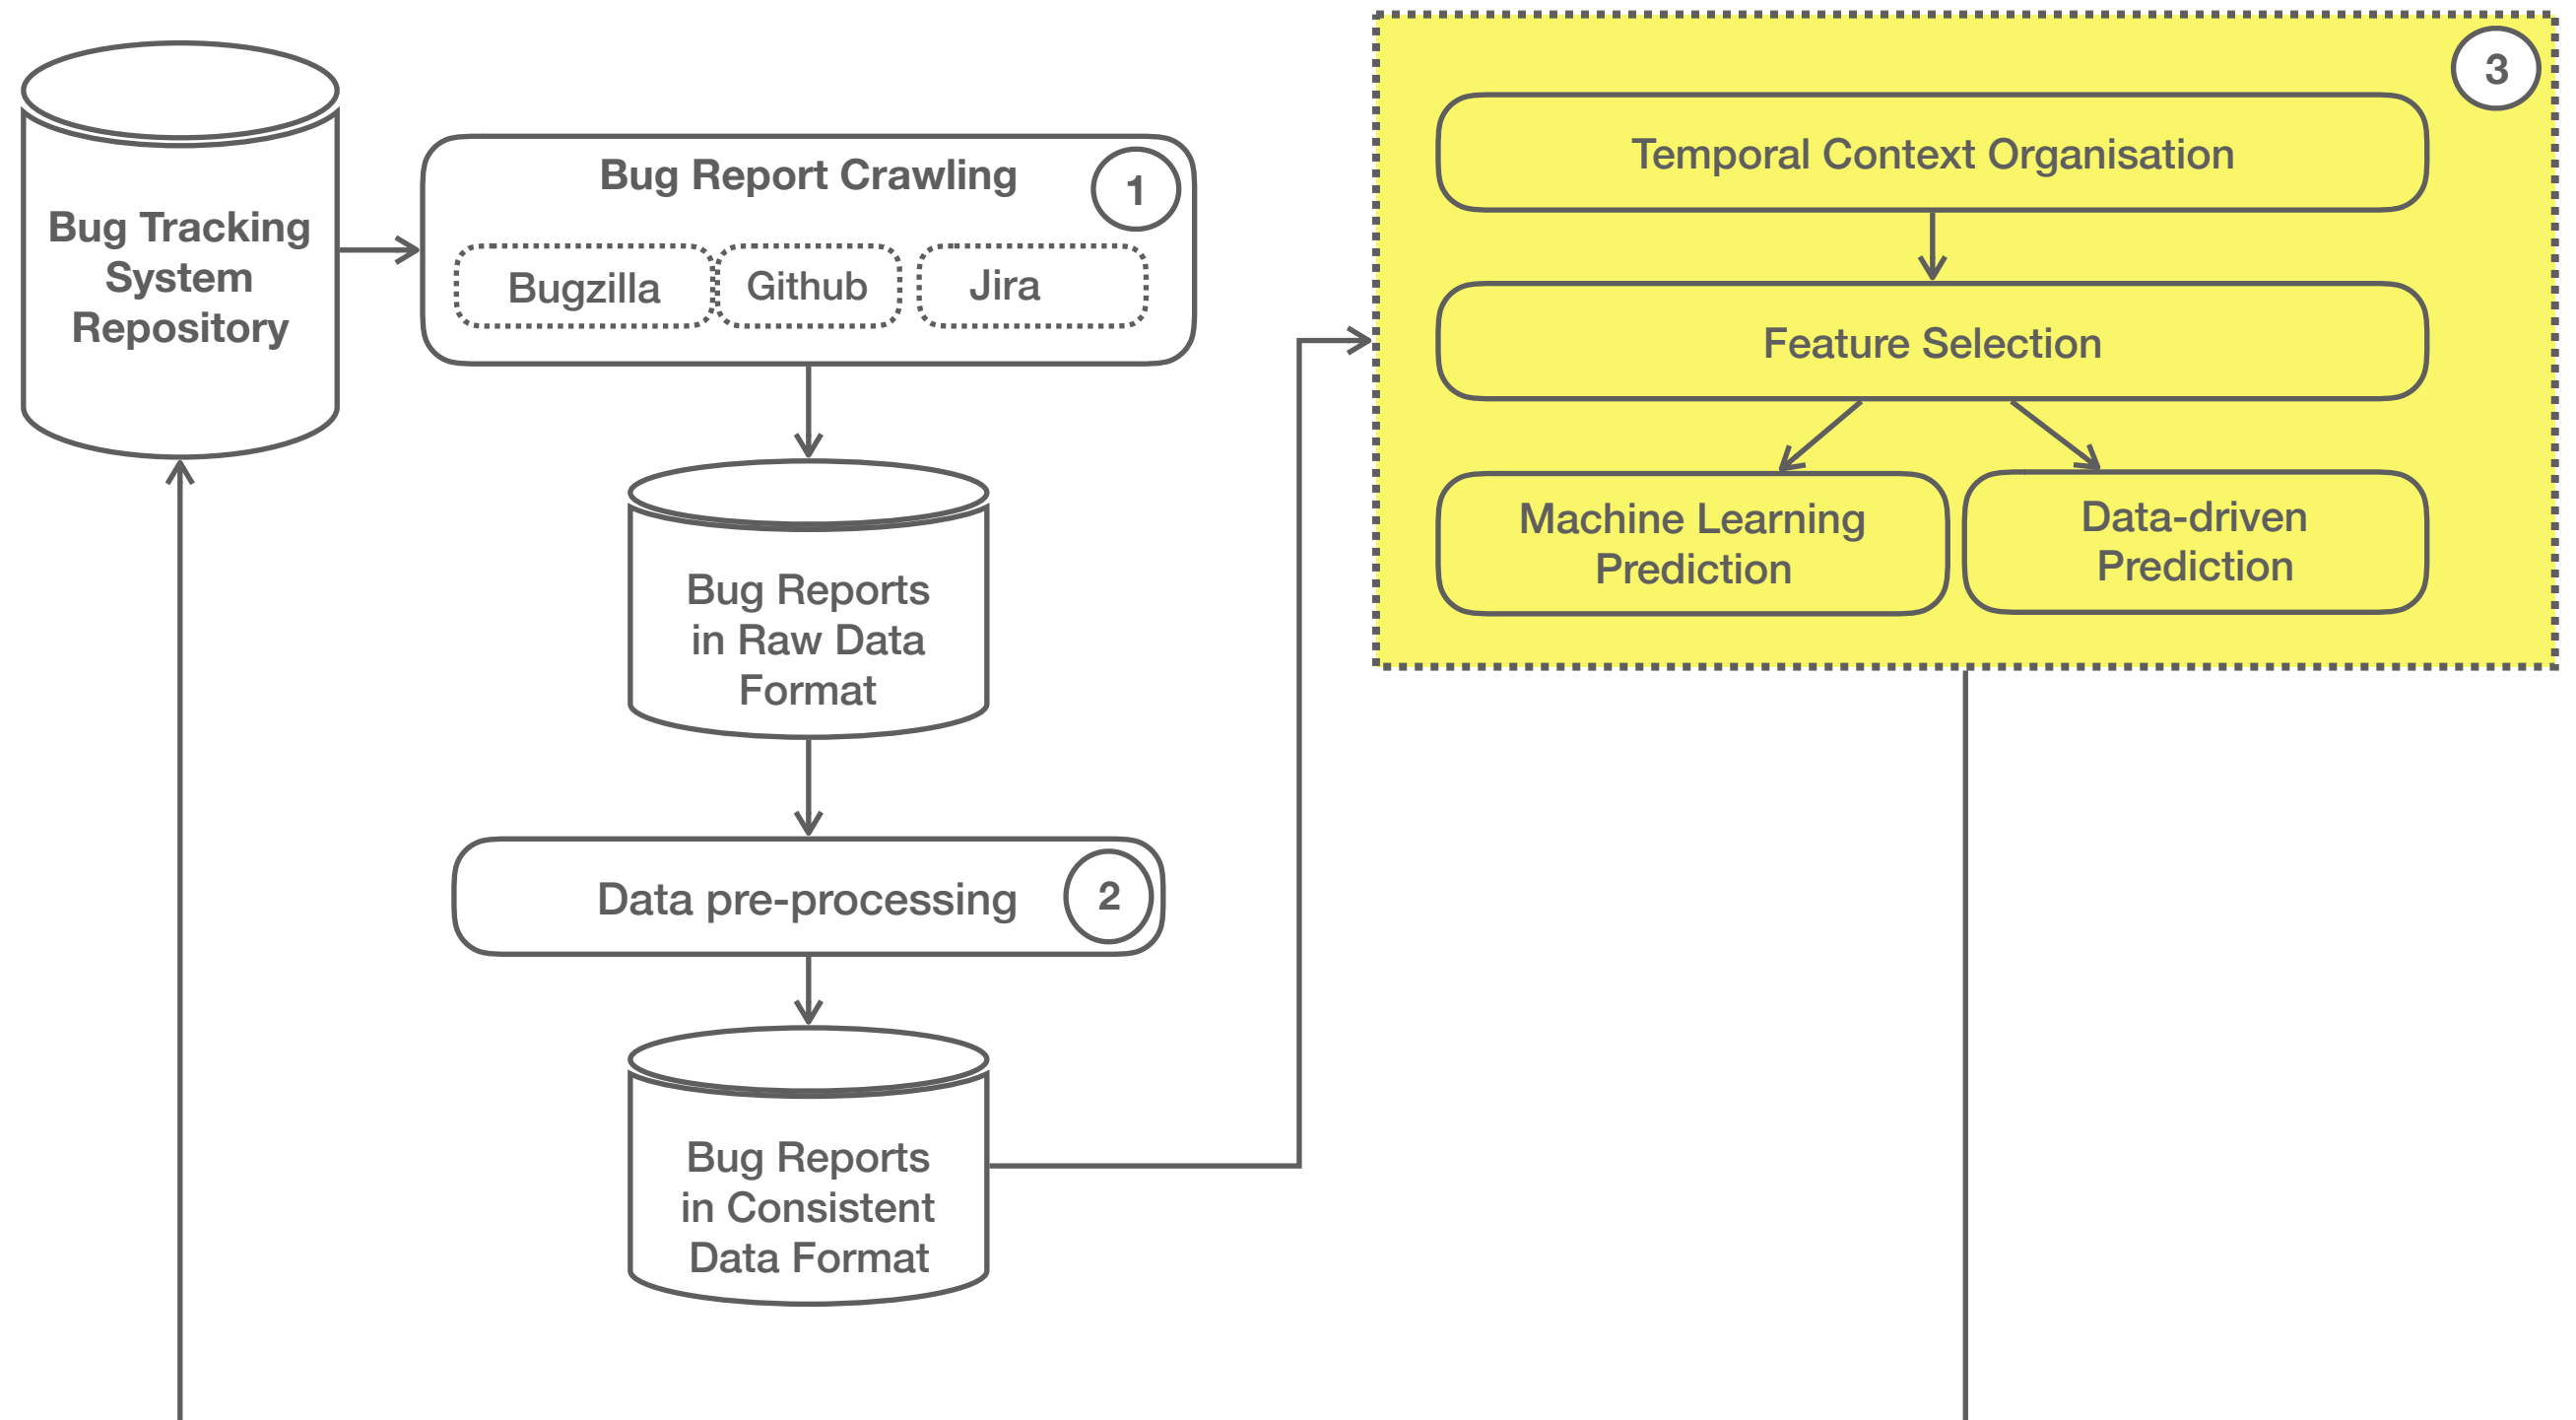 Bug Tracking
System
Repository
Bug Report Crawling
1
Bugzilla
Github
Jira
Bug Reports
in Raw Data
Format
Data pre-processing
2
Bug Reports
in Consistent
Data Format
3
Temporal Context Organisation
Feature Selection
Machine Learning
Prediction
Data-driven
Prediction